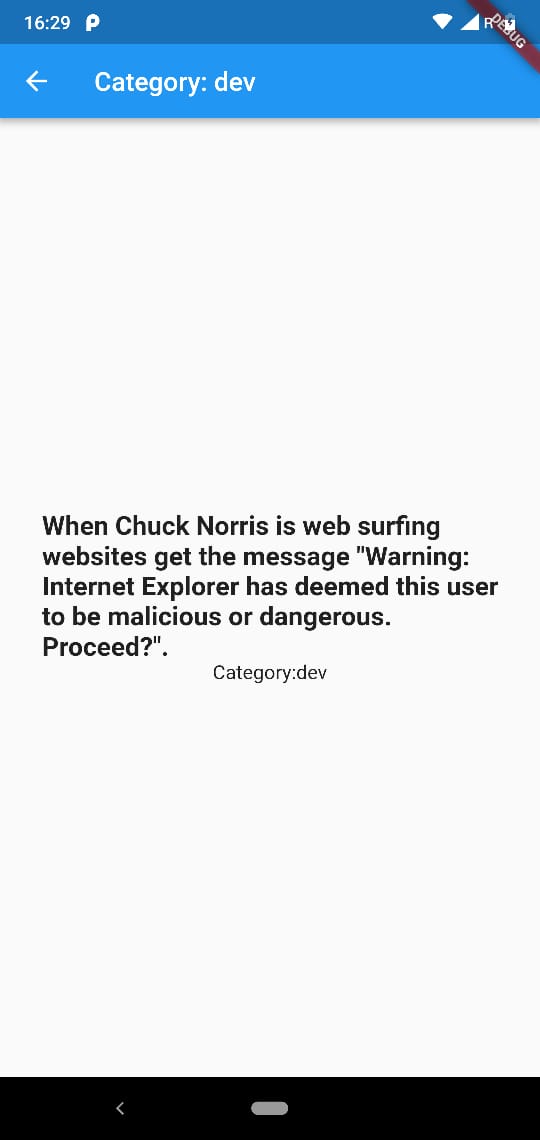 16:29
R
DEBUG
Category: dev
When Chuck Norris is web surfing
websites get the message "Warning:
Internet Explorer has deemed this user
to be malicious or dangerous.
Proceed?".
Category:dev